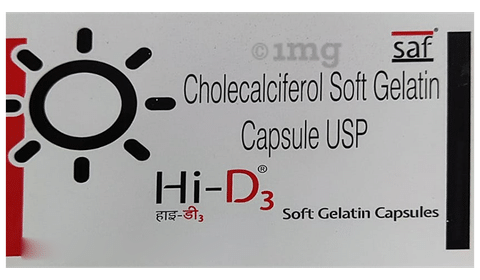 ©1mg
saf
Cholecalciferol Soft Gelatin
Capsule USP
Hi-D3®
हाइ-डी3
Soft Gelatin Capsules